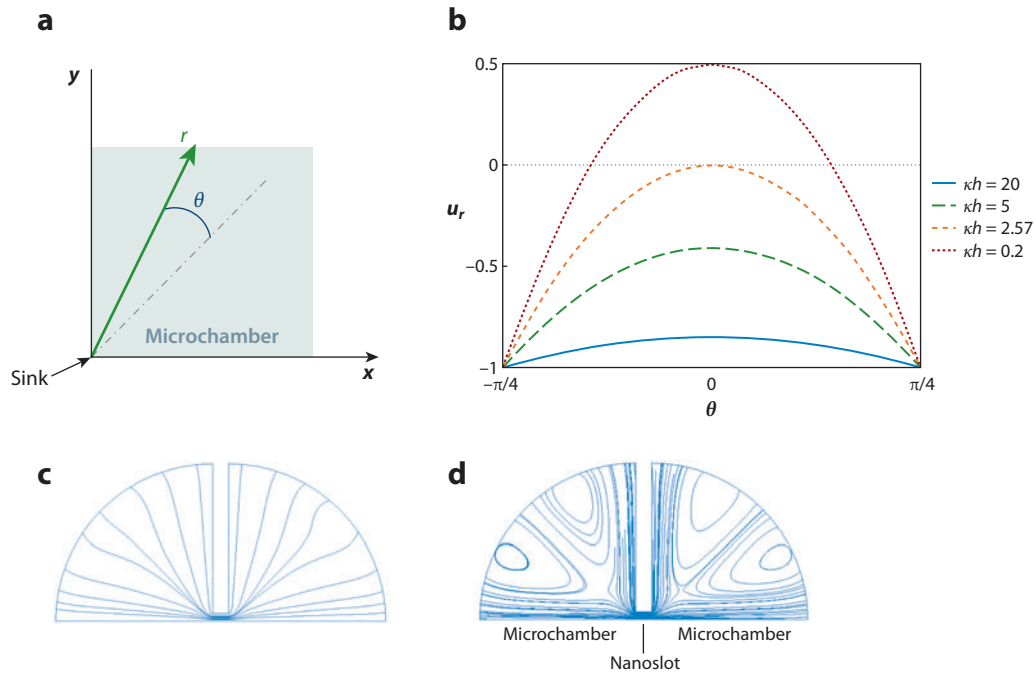 a
y
r
θ
Microchamber
Sink
x
b
0.5
0
u_r
−0.5
−1
−π/4
0
π/4
θ
κh = 20
κh = 5
κh = 2.57
κh = 0.2
c
d
Microchamber
Microchamber
Nanoslot